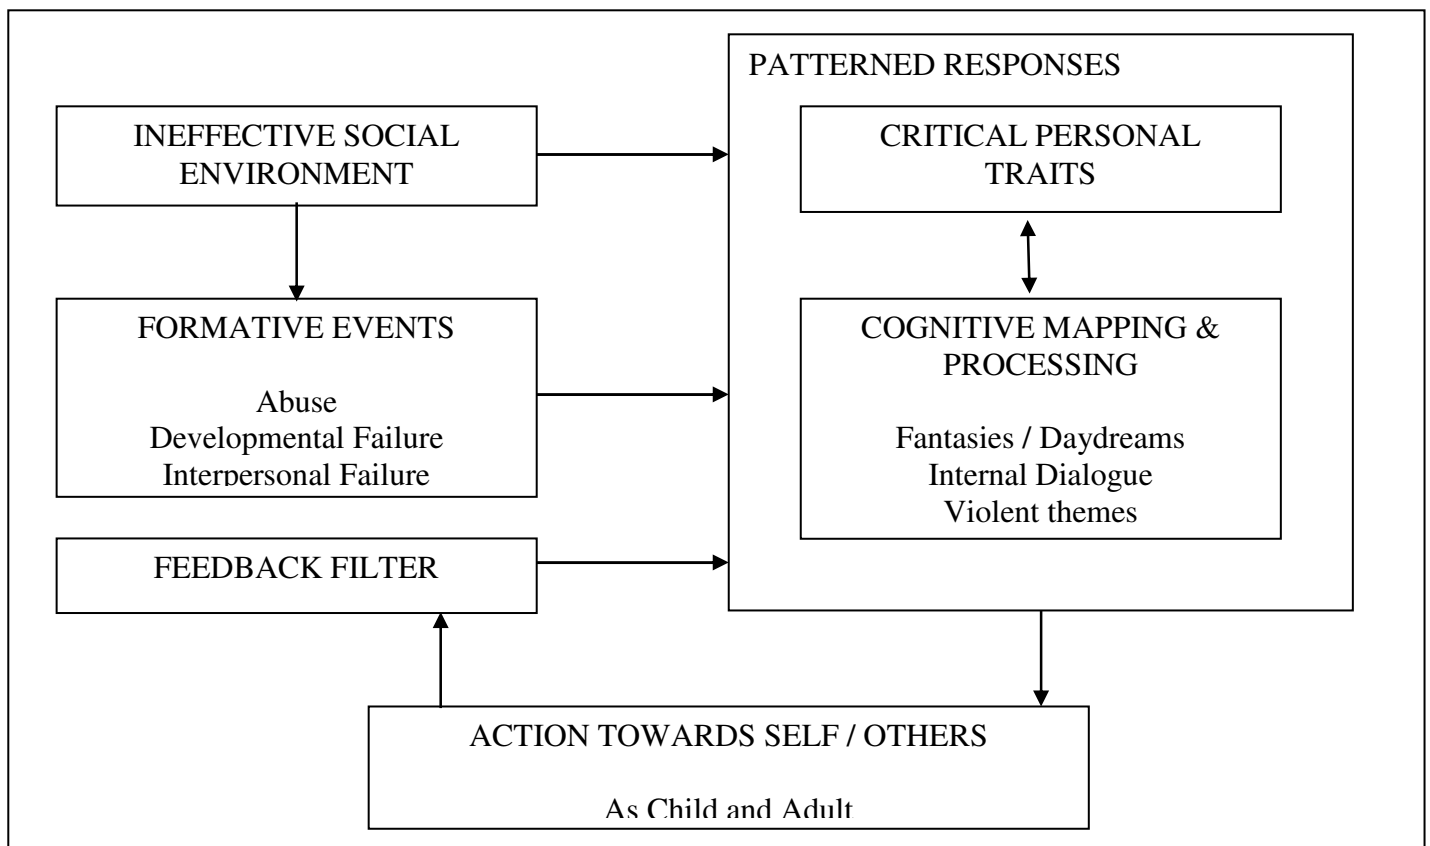 PATTERNED RESPONSES
INEFFECTIVE SOCIAL
ENVIRONMENT
CRITICAL PERSONAL
TRAITS
FORMATIVE EVENTS
Abuse
Developmental Failure
Interpersonal Failure
COGNITIVE MAPPING &
PROCESSING
Fantasies / Daydreams
Internal Dialogue
Violent themes
FEEDBACK FILTER
ACTION TOWARDS SELF / OTHERS
As Child and Adult